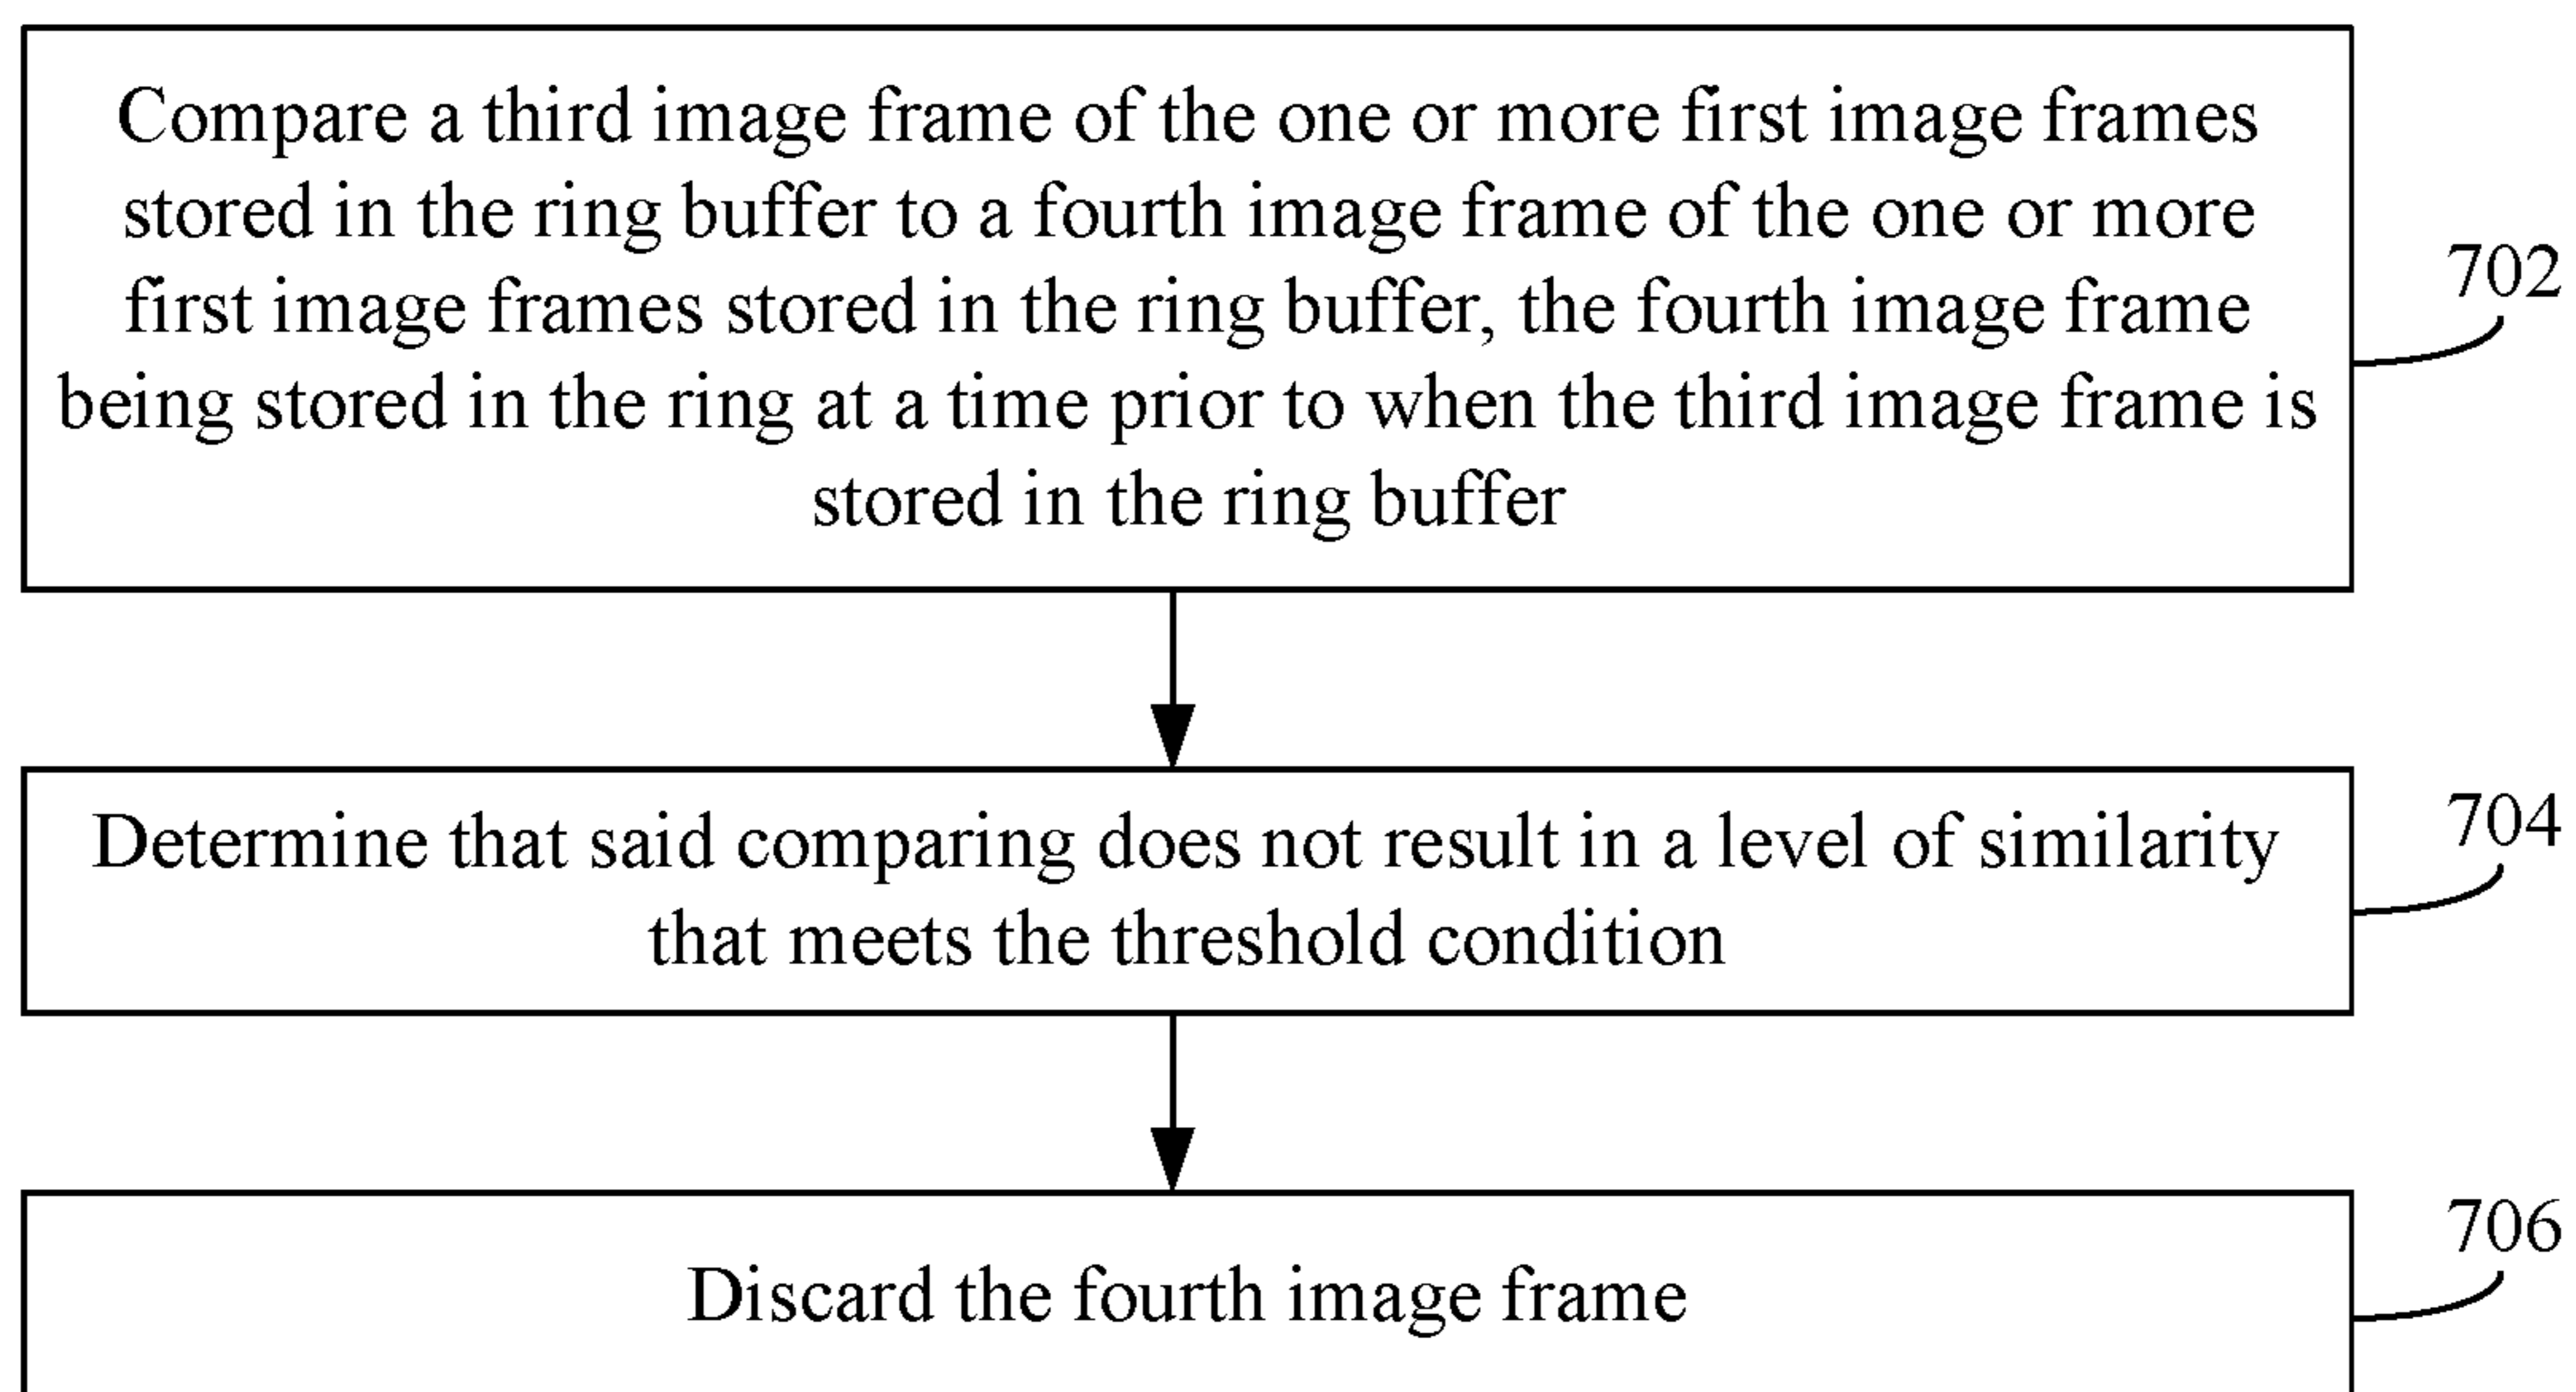 Compare a third image frame of the one or more first image frames
stored in the ring buffer to a fourth image frame of the one or more
first image frames stored in the ring buffer, the fourth image frame
being stored in the ring at a time prior to when the third image frame is
stored in the ring buffer
702
Determine that said comparing does not result in a level of similarity
that meets the threshold condition
704
Discard the fourth image frame
706